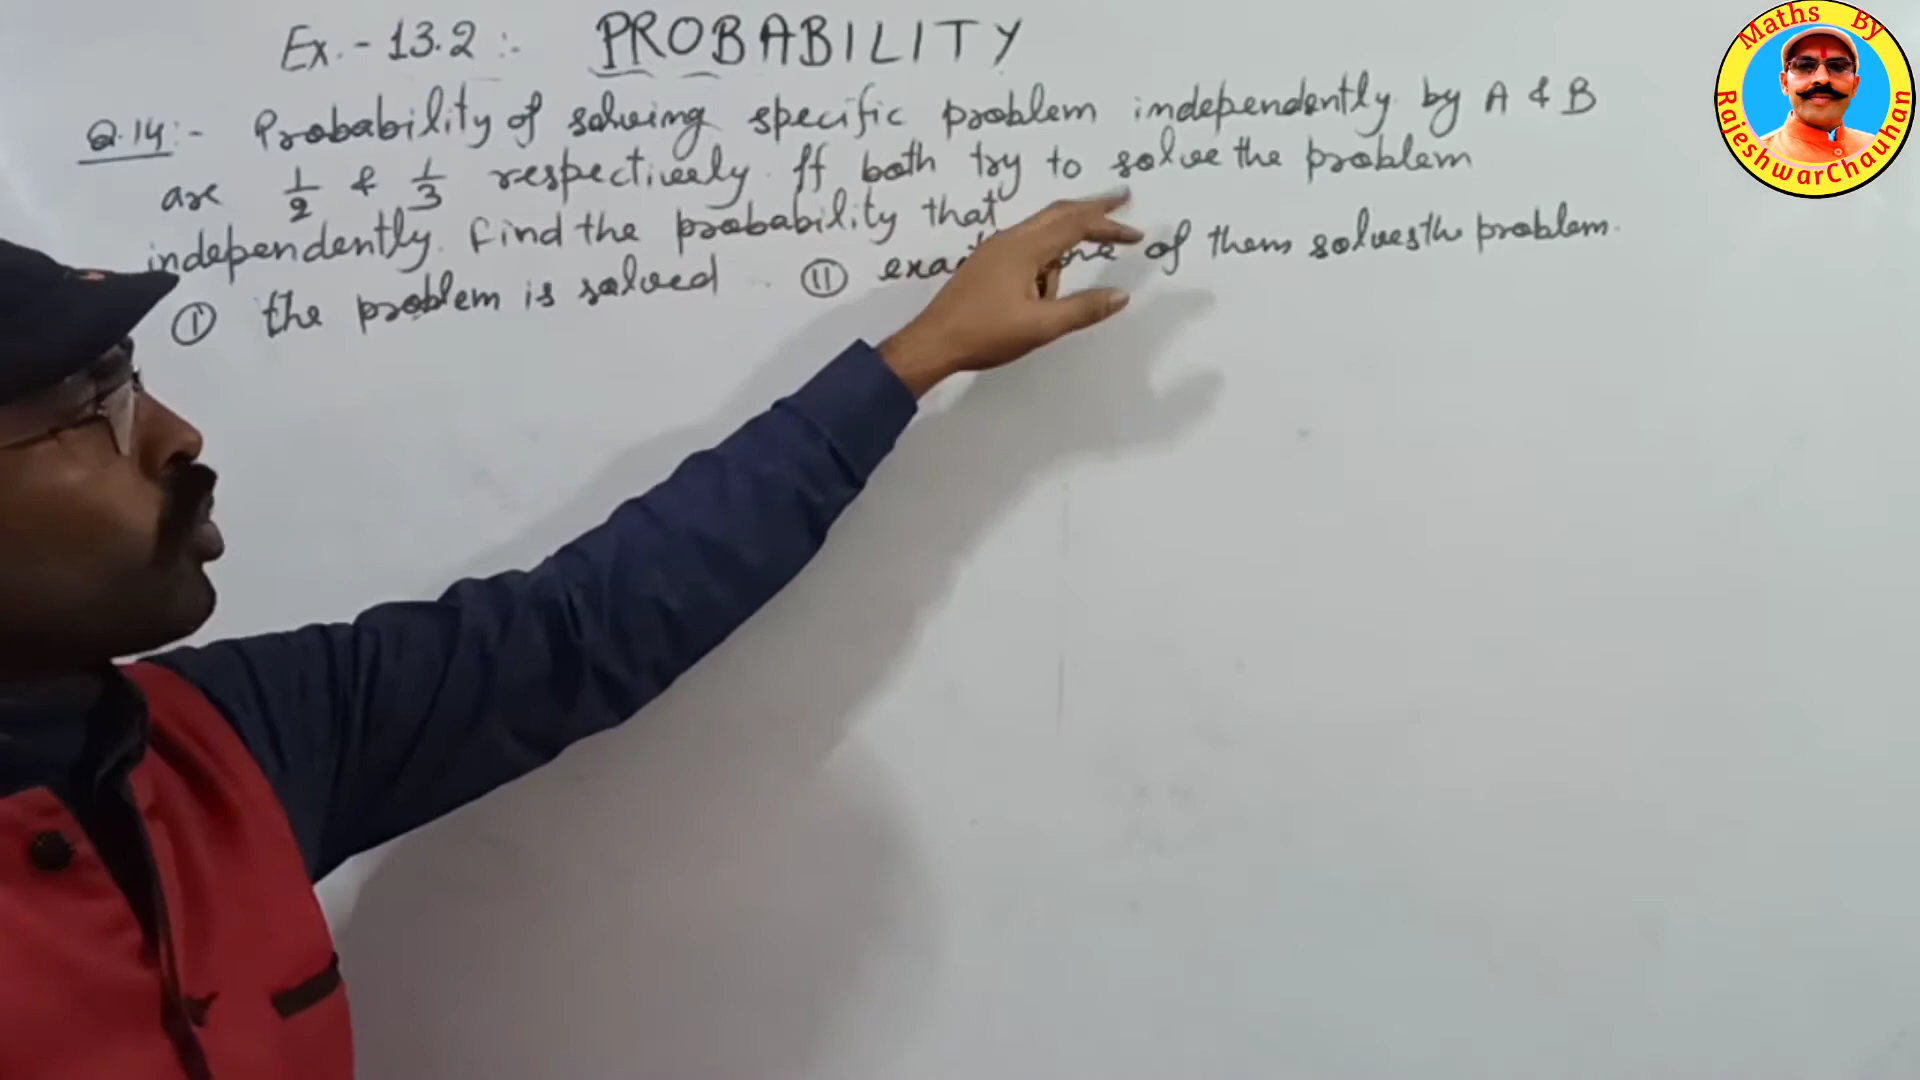 Ex. - 13.2 :- PROBABILITY
Q.14 :- Probability of solving specific problem independently by A & B
are 1/2 & 1/3 respectively. If both try to solve the problem
independently. Find the probability that
(I) the problem is solved. (II) one of them solves the problem.
Maths By
RajeshwarChauhan